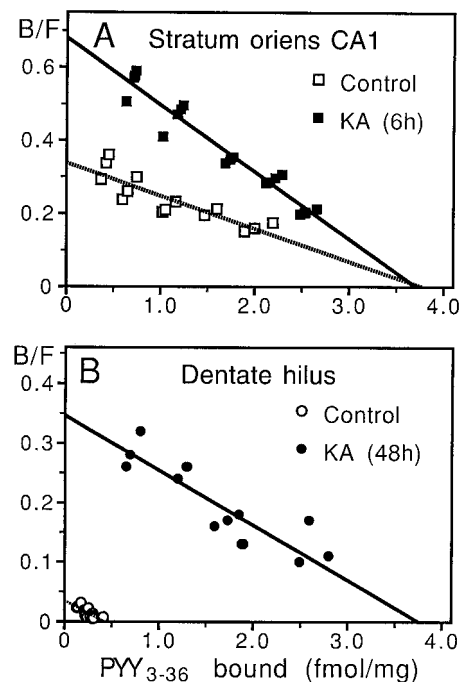 B/F
A
Stratum oriens CA1
Control
KA (6h)
0.6
0.4
0.2
0
0
1.0
2.0
3.0
4.0
B/F
B
Dentate hilus
Control
KA (48h)
0.4
0.3
0.2
0.1
0
0
1.0
2.0
3.0
4.0
PYY3-36 bound (fmol/mg)